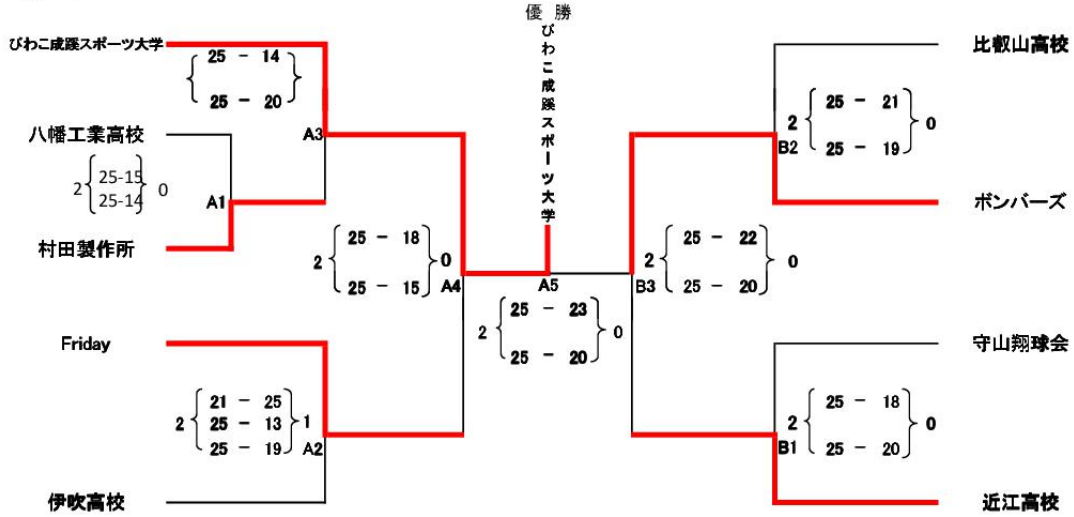 優勝
びわこ成蹊スポーツ大学
びわこ成蹊スポーツ大学
25 - 14
25 - 20
A3
八幡工業高校
2 25-15 0
25-14
A1
村田製作所
25 - 18
2 0
25 - 15 A4
Friday
21 - 25
2 25 - 13 1
25 - 19 A2
伊吹高校
A5
25 - 23
2 0
25 - 20
比叡山高校
25 - 21
2 0
B2 25 - 19
ボンバーズ
25 - 22
2 0
B3 25 - 20
守山翔球会
25 - 18
2 0
B1 25 - 20
近江高校